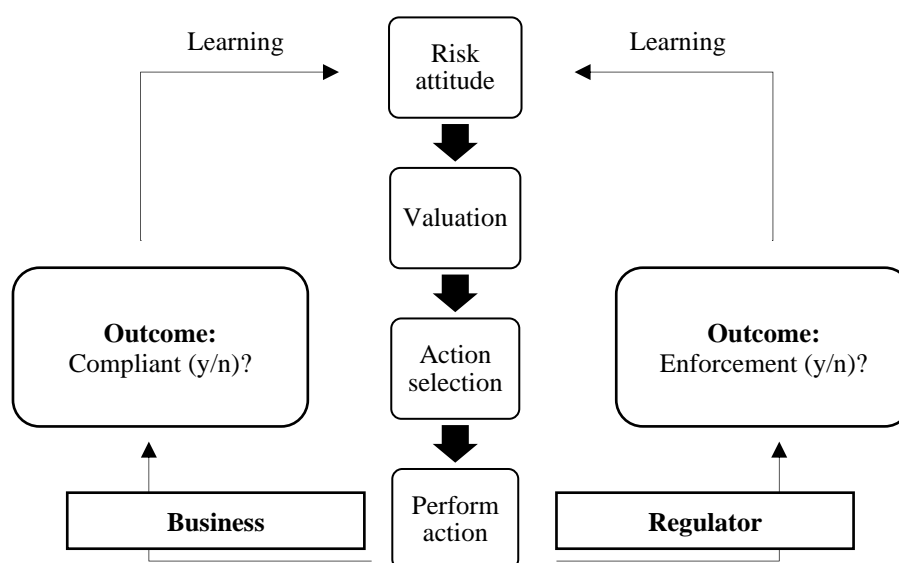 Learning
Learning
Risk
attitude
Valuation
Outcome:
Compliant (y/n)?
Action
selection
Outcome:
Enforcement (y/n)?
Business
Perform
action
Regulator